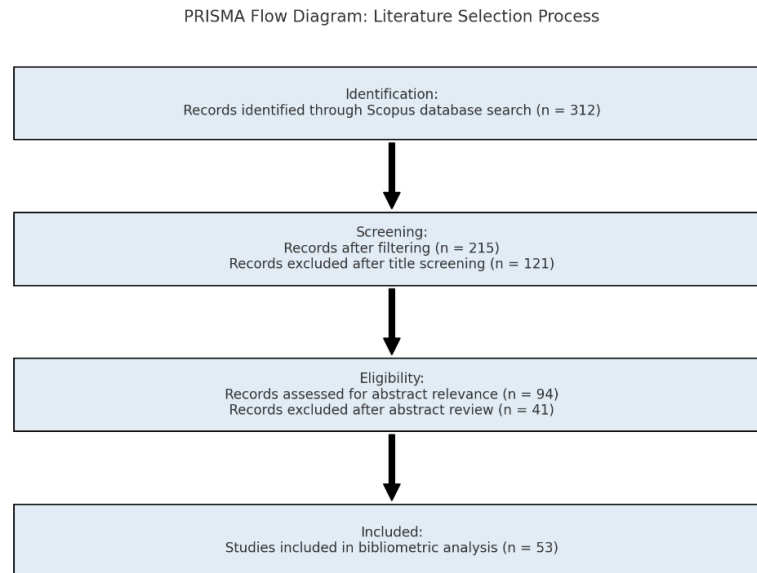 PRISMA Flow Diagram: Literature Selection Process
Identification:
Records identified through Scopus database search (n = 312)
Screening:
Records after filtering (n = 215)
Records excluded after title screening (n = 121)
Eligibility:
Records assessed for abstract relevance (n = 94)
Records excluded after abstract review (n = 41)
Included:
Studies included in bibliometric analysis (n = 53)